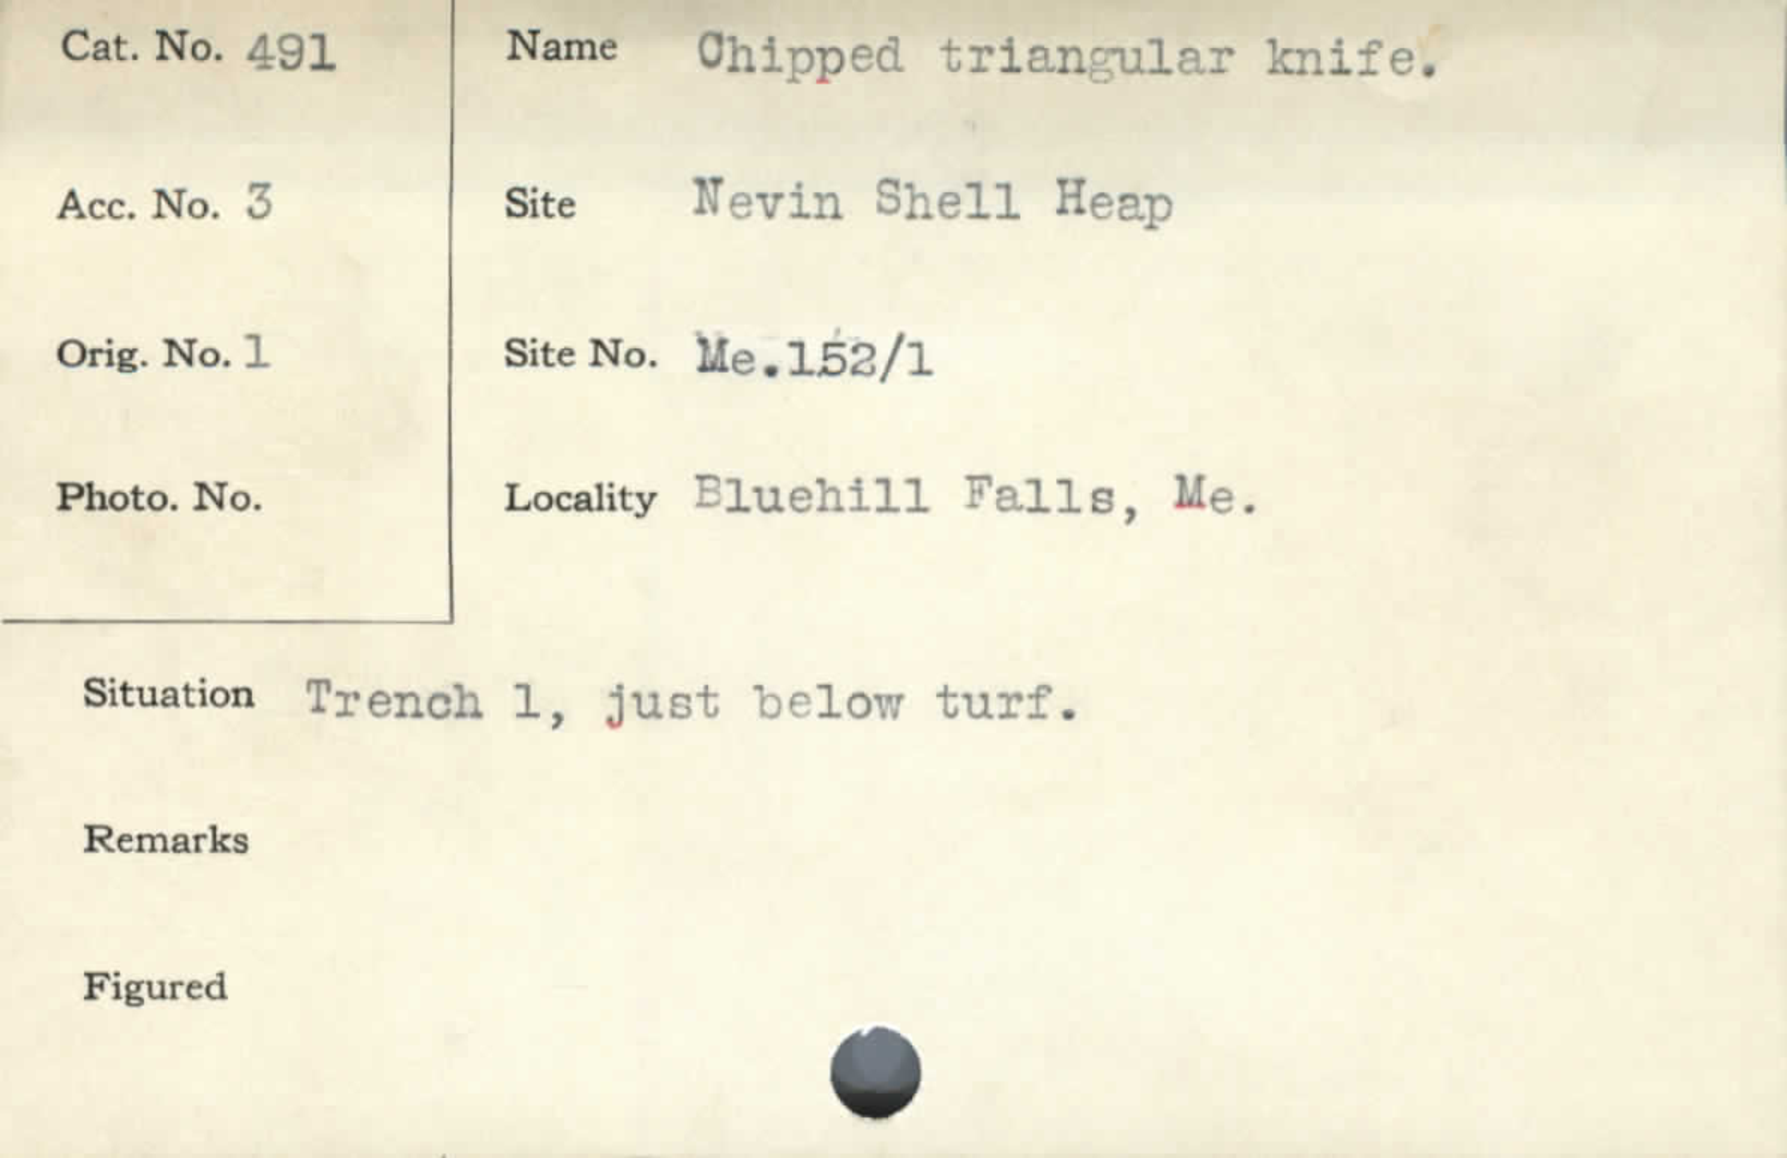 Cat. No. 491
Name Chipped triangular knife.
Acc. No. 3
Site Nevin Shell Heap
Orig. No. 1
Site No. Me.152/1
Photo. No.
Locality Bluehill Falls, Me.
Situation Trench 1, just below turf.
Remarks
Figured